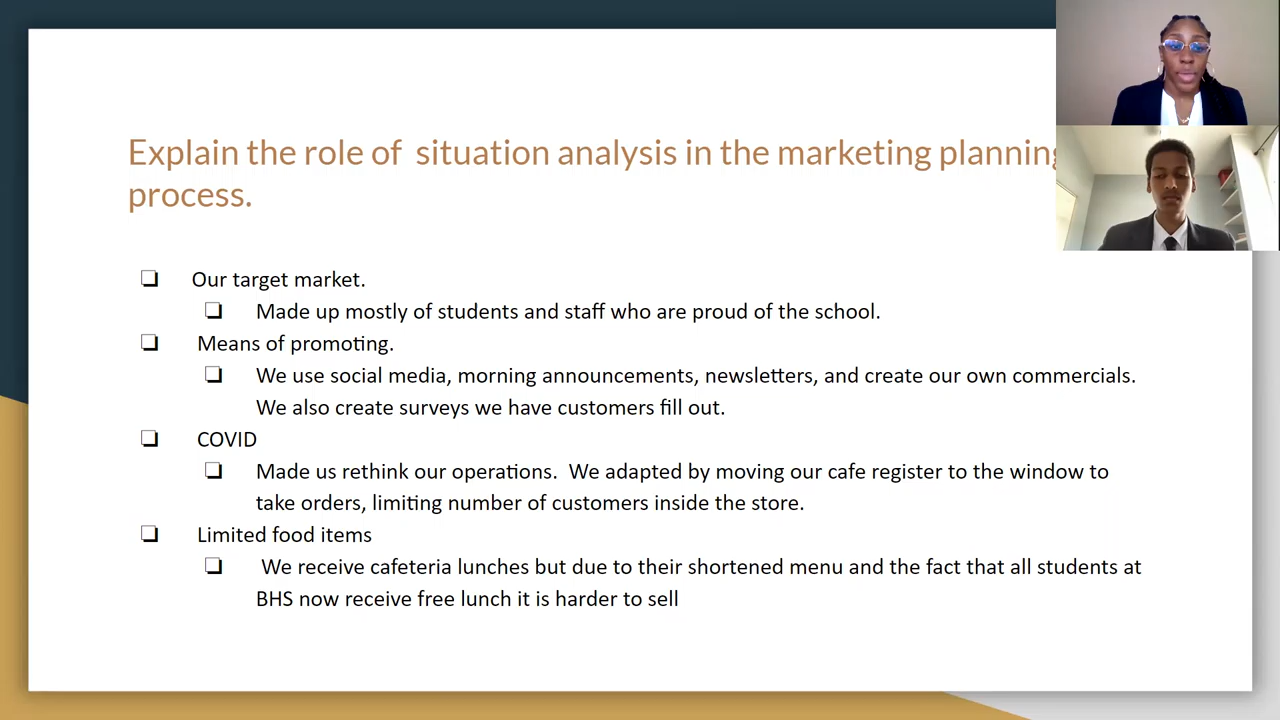 Explain the role of situation analysis in the marketing planning
process.
Our target market.
Made up mostly of students and staff who are proud of the school.
Means of promoting.
We use social media, morning announcements, newsletters, and create our own commercials.
We also create surveys we have customers fill out.
COVID
Made us rethink our operations. We adapted by moving our cafe register to the window to
take orders, limiting number of customers inside the store.
Limited food items
We receive cafeteria lunches but due to their shortened menu and the fact that all students at
BHS now receive free lunch it is harder to sell